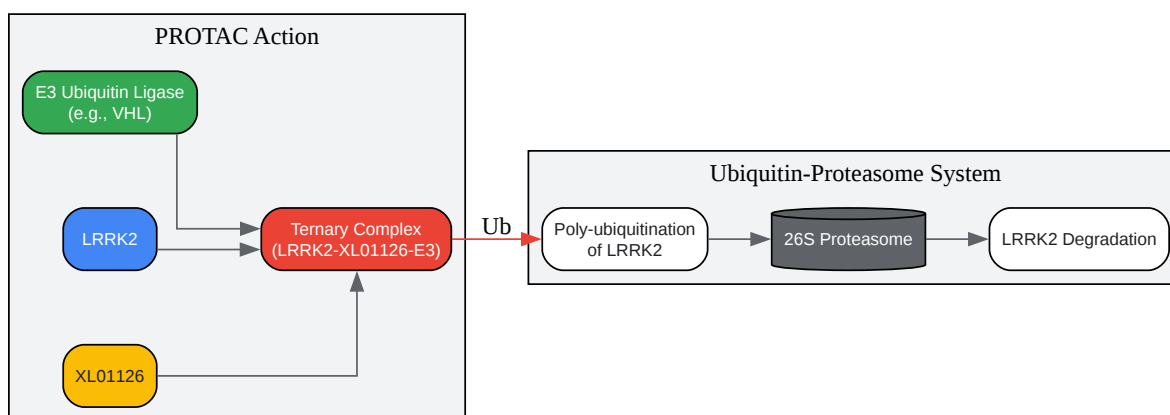 PROTAC Action
E3 Ubiquitin Ligase
(e.g., VHL)
LRRK2
XL01126
Ternary Complex
(LRRK2-XL01126-E3)
Ub
Ubiquitin-Proteasome System
Poly-ubiquitination
of LRRK2
26S Proteasome
LRRK2 Degradation